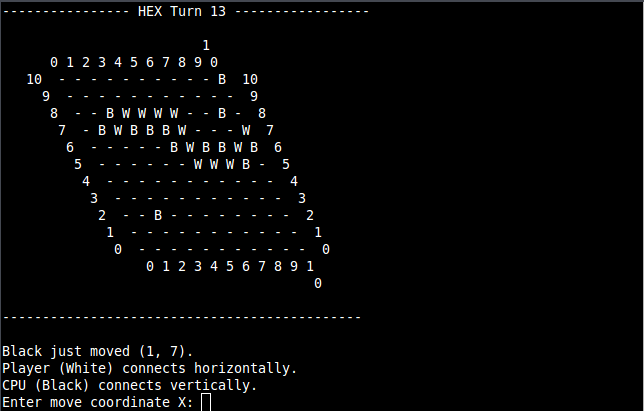 ---------------- HEX Turn 13 -----------------
1
0 1 2 3 4 5 6 7 8 9 0
10  - - - - - - - - - - B  10
9  - - - - - - - - - - -  9
8  - - B W W W W - - B -  8
7  - B W B B B W - - - W  7
6  - - - - - B W B B W B  6
5  - - - - - - W W W B -  5
4  - - - - - - - - - - -  4
3  - - - - - - - - - - -  3
2  - - B - - - - - - - -  2
1  - - - - - - - - - - -  1
0  - - - - - - - - - - -  0
0 1 2 3 4 5 6 7 8 9 1
0
---------------------------------------------
Black just moved (1, 7).
Player (White) connects horizontally.
CPU (Black) connects vertically.
Enter move coordinate X: